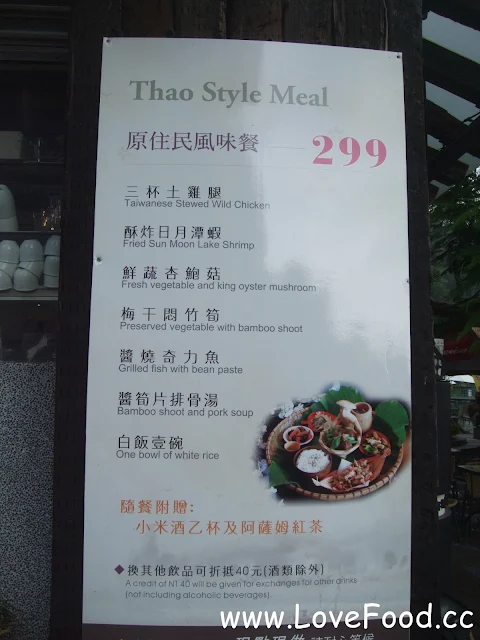 Thao Style Meal
原住民風味餐 299
三杯土雞腿
Taiwanese Stewed Wild Chicken
酥炸日月潭蝦
Fried Sun Moon Lake Shrimp
鮮蔬杏鮑菇
Fresh vegetable and king oyster mushroom
梅干悶竹筍
Preserved vegetable with bamboo shoot
醬燒奇力魚
Grilled fish with bean paste
醬筍片排骨湯
Bamboo shoot and pork soup
白飯壹碗
One bowl of white rice
隨餐附贈:
小米酒乙杯及阿薩姆紅茶
◆換其他飲品可折抵40元(酒類除外)
A credit of NT 40 will be given for exchanges for other drinks
(not including alcoholic beverages).
www.LoveFood.cc